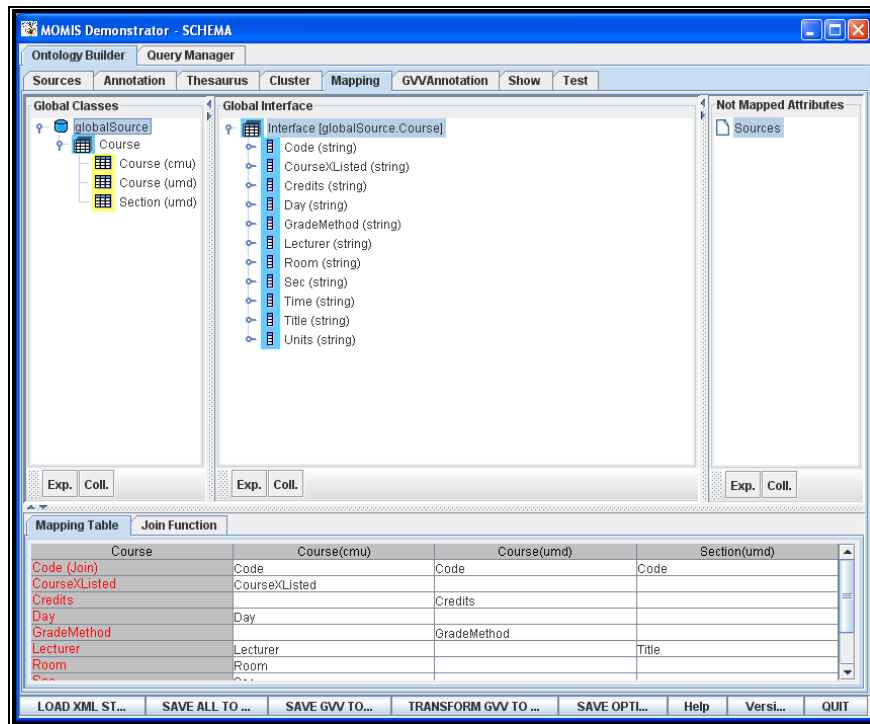 MOMIS Demonstrator - SCHEMA
Ontology Builder Query Manager
Sources Annotation Thesaurus Cluster Mapping GVVAnnotation Show Test
Global Classes
globalSource
Course
Course (cmu)
Course (umd)
Section (umd)
Exp. Coll.
Global Interface
Interface [globalSource.Course]
Code (string)
CourseXListed (string)
Credits (string)
Day (string)
GradeMethod (string)
Lecturer (string)
Room (string)
Sec (string)
Time (string)
Title (string)
Units (string)
Exp. Coll.
Not Mapped Attributes
Sources
Exp. Coll.
Mapping Table Join Function
Course Course(cmu) Course(umd) Section(umd)
Code (Join) Code Code Code
CourseXListed CourseXListed
Credits Credits
Day Day
GradeMethod GradeMethod
Lecturer Lecturer Title
Room Room
LOAD XML ST... SAVE ALL TO ... SAVE GVV TO... TRANSFORM GVV TO ... SAVE OPTI... Help Versi... QUIT